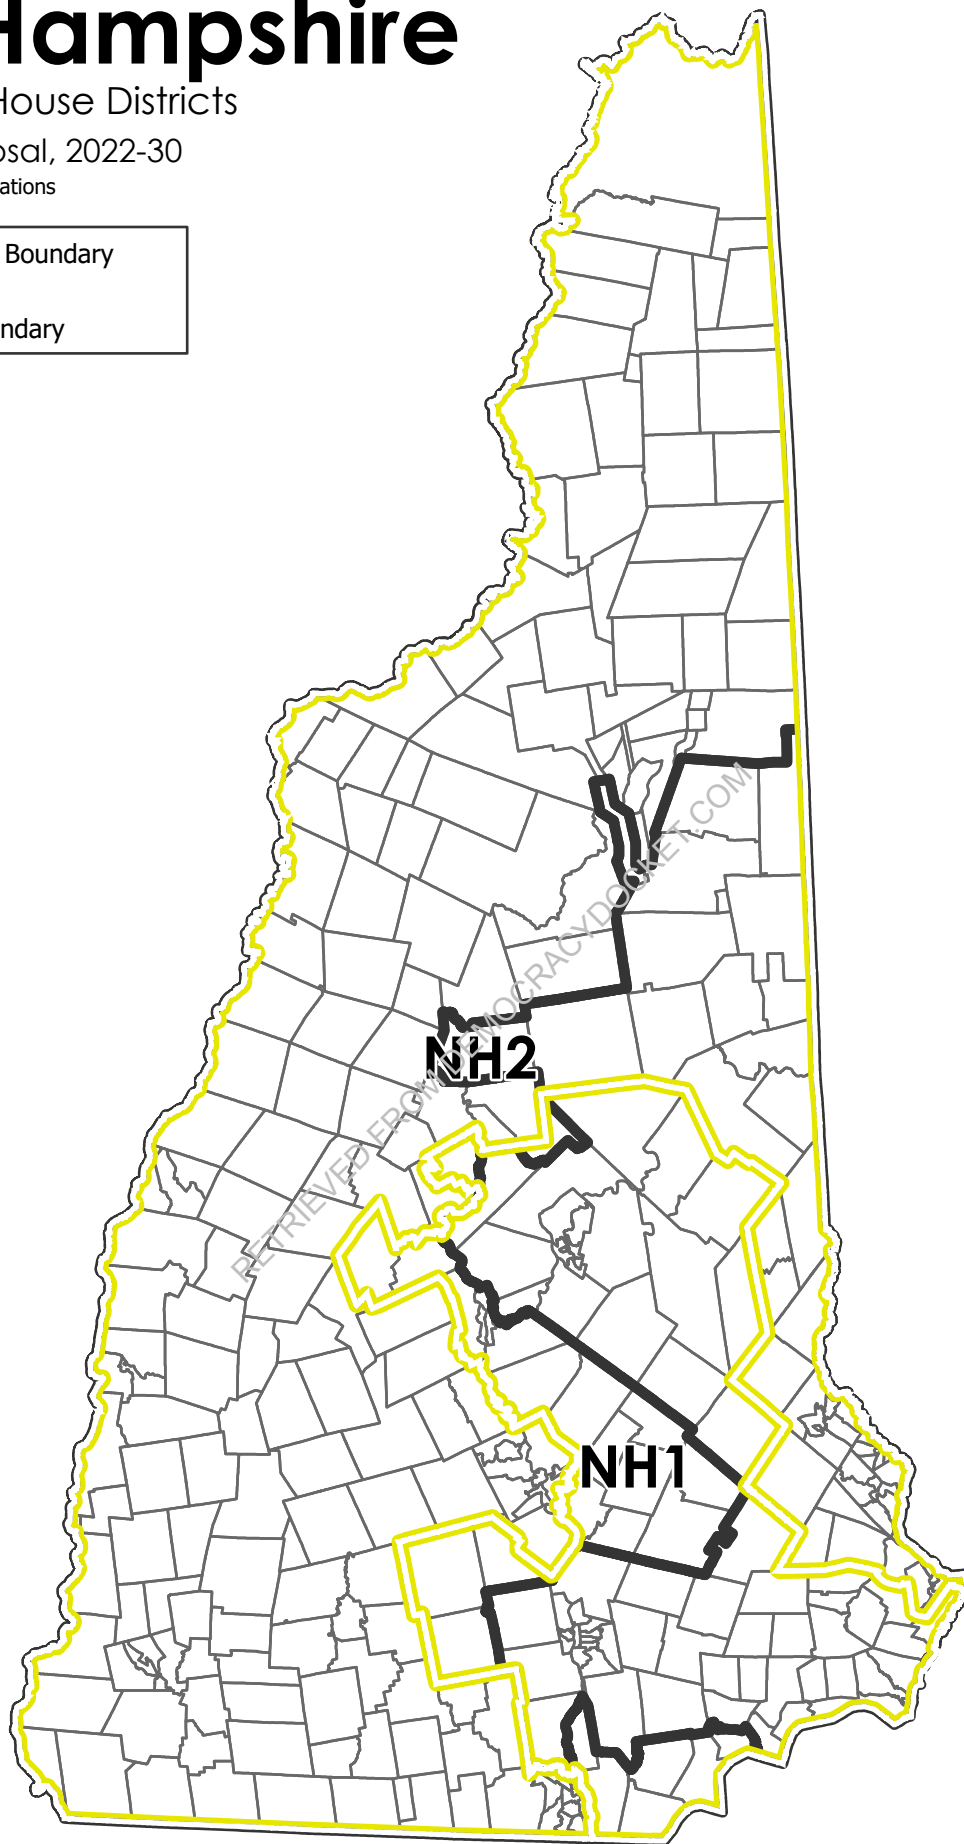 Hampshire
House Districts
osal, 2022-30
ations
Boundary
ndary
NH2
NH1
RETRIEVED FROM DEMOCRACYDOCKET.COM